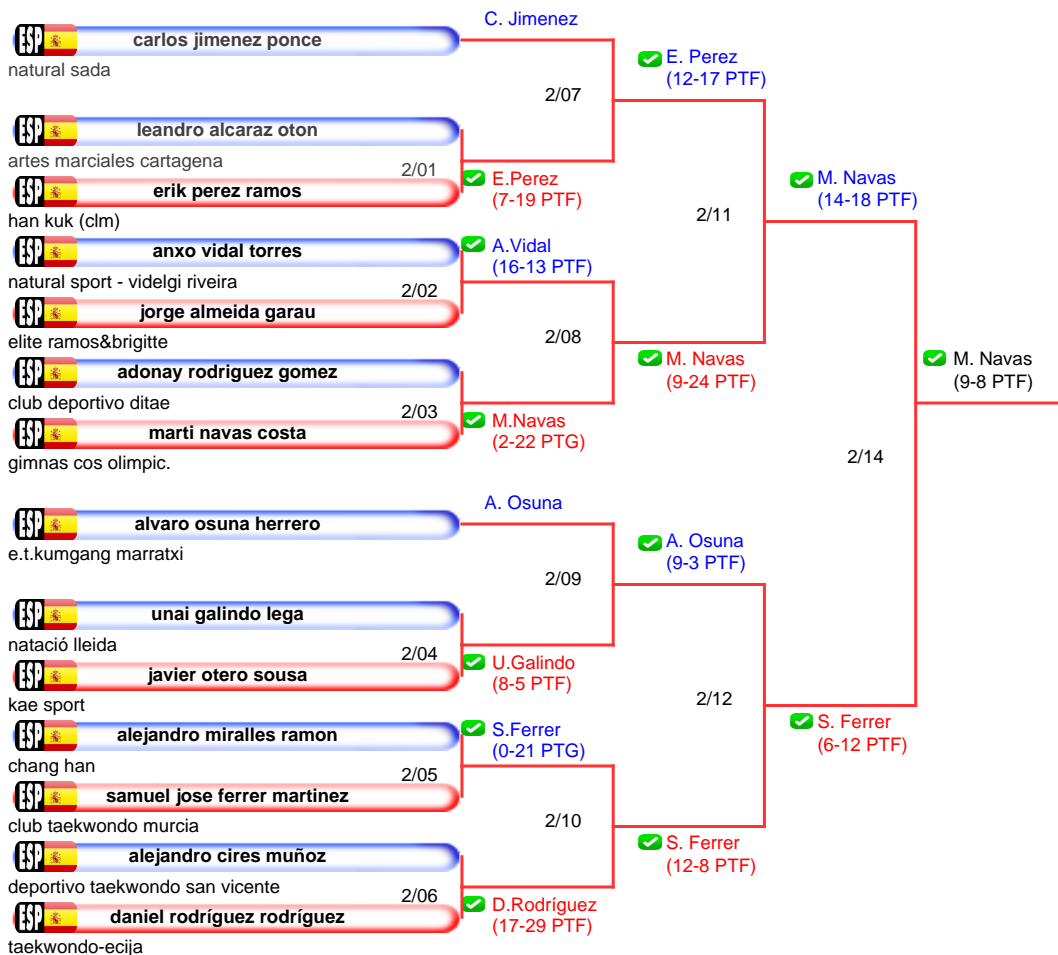 C. Jimenez
ESP carlos jimenez ponce
natural sada
E. Perez
(12-17 PTF)
2/07
ESP leandro alcaraz oton
artes marciales cartagena
2/01
E.Perez
(7-19 PTF)
ESP erik perez ramos
han kuk (clm)
M. Navas
(14-18 PTF)
2/11
ESP anxo vidal torres
A.Vidal
(16-13 PTF)
natural sport - videlgi riveira
2/02
ESP jorge almeida garau
elite ramos&brigitte
2/08
M. Navas
(9-24 PTF)
M. Navas
(9-8 PTF)
ESP adonay rodriguez gomez
club deportivo ditae
2/03
M.Navas
(2-22 PTG)
ESP marti navas costa
gimnas cos olimpic.
2/14
A. Osuna
ESP alvaro osuna herrero
e.t.kumgang marratxi
A. Osuna
(9-3 PTF)
2/09
ESP unai galindo lega
natació lleida
2/04
U.Galindo
(8-5 PTF)
ESP javier otero sousa
kae sport
2/12
S. Ferrer
(6-12 PTF)
ESP alejandro miralles ramon
S.Ferrer
(0-21 PTG)
chang han
2/05
ESP samuel jose ferrer martinez
club taekwondo murcia
2/10
S. Ferrer
(12-8 PTF)
ESP alejandro cires muñoz
deportivo taekwondo san vicente
2/06
D.Rodríguez
(17-29 PTF)
ESP daniel rodríguez rodríguez
taekwondo-ecija